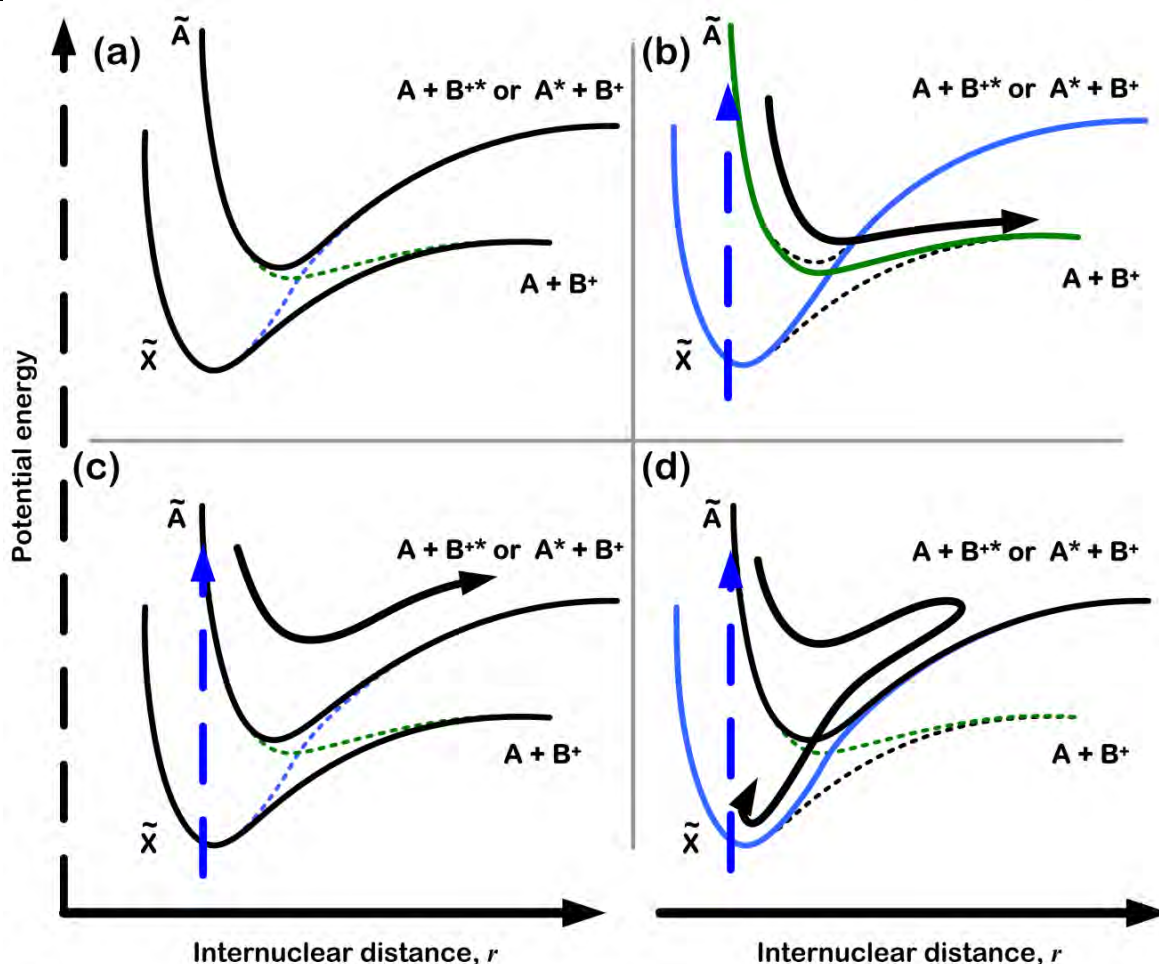 (a)
Ã
A + B⁺* or A* + B⁺
A + B⁺
X̃
(b)
Ã
A + B⁺* or A* + B⁺
A + B⁺
X̃
Potential energy
(c)
Ã
A + B⁺* or A* + B⁺
A + B⁺
X̃
(d)
Ã
A + B⁺* or A* + B⁺
A + B⁺
X̃
Internuclear distance, r
Internuclear distance, r